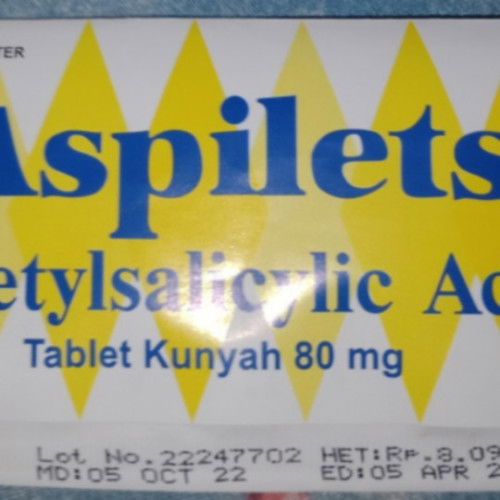 TER
Aspilets
etylsalicylic Ac
Tablet Kunyah 80 mg
Lot No.22247702 HET:Rp.8.09
MD:05 OCT 22 ED:05 APR 2